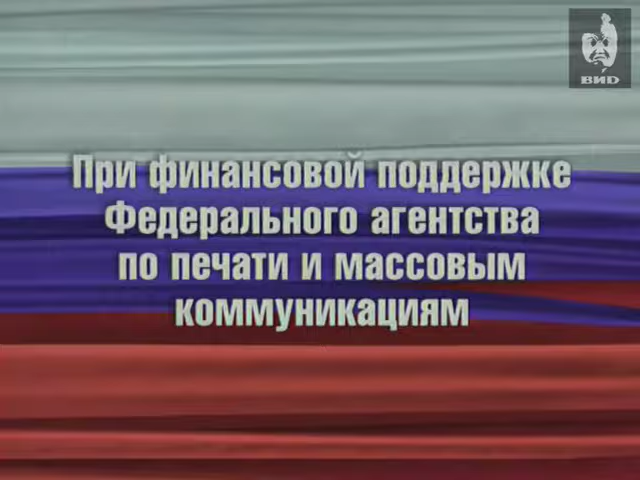 ВИD
При финансовой поддержке
Федерального агентства
по печати и массовым
коммуникациям